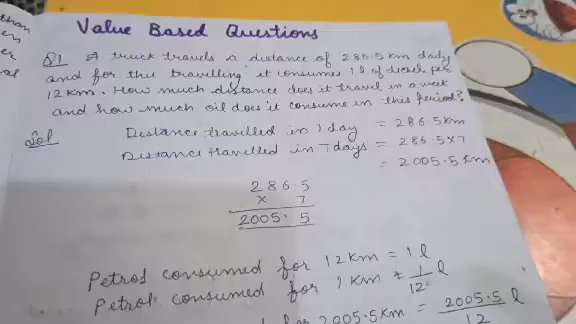 than
er
al
Value Based Questions
Q1 A truck travels a distance of 286.5 km daily
and for this travelling it consumes 1 l of diesel per
12 km. How much distance does it travel in a week
and how much oil does it consume in this period?
Sol Distance travelled in 1 day = 286.5 km
Distance travelled in 7 days = 286.5 x 7
= 2005.5 km
286.5
x 7
2005.5
Petrol consumed for 12 km = 1 l
Petrol consumed for 1 km = 1/12 l
for 2005.5 km = 2005.5/12 l